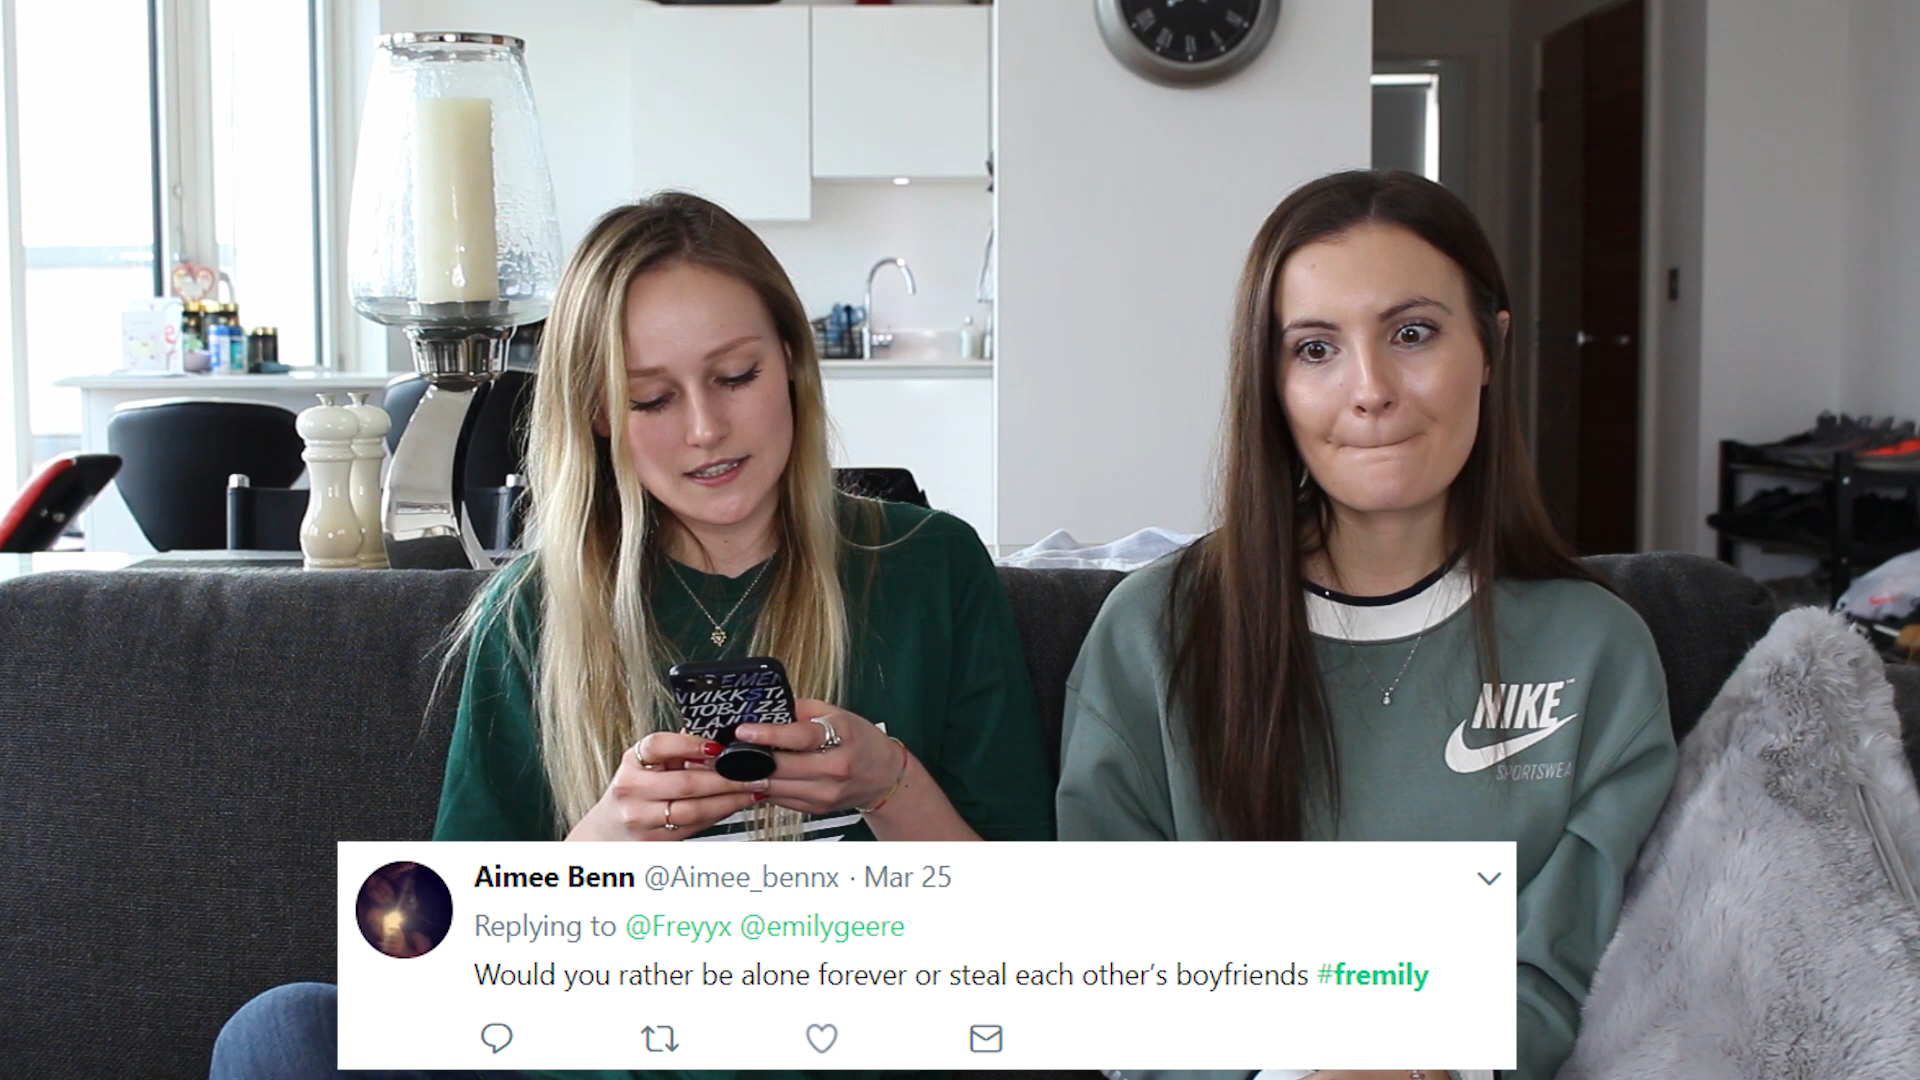 NIKE
SPORTSWEA
Aimee Benn @Aimee_bennx · Mar 25
Replying to @Freyyx @emilygeere
Would you rather be alone forever or steal each other's boyfriends #fremily